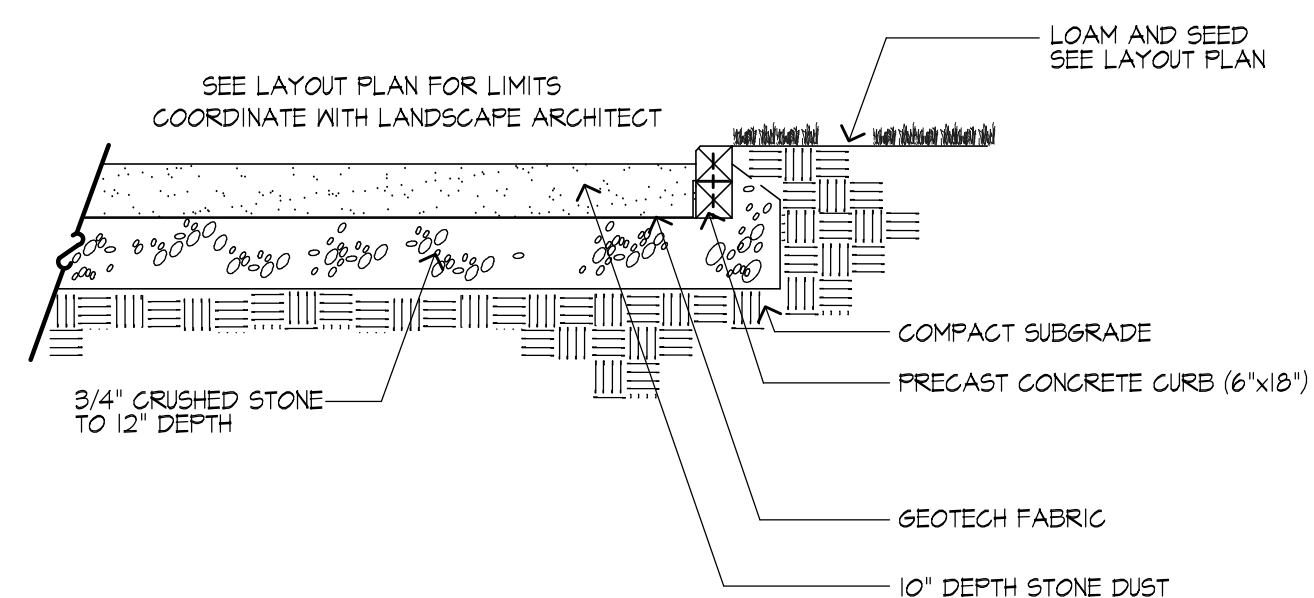 LOAM AND SEED
SEE LAYOUT PLAN
SEE LAYOUT PLAN FOR LIMITS
COORDINATE WITH LANDSCAPE ARCHITECT
COMPACT SUBGRADE
PRECAST CONCRETE CURB (6"x18")
3/4" CRUSHED STONE
TO 12" DEPTH
GEOTECH FABRIC
10" DEPTH STONE DUST